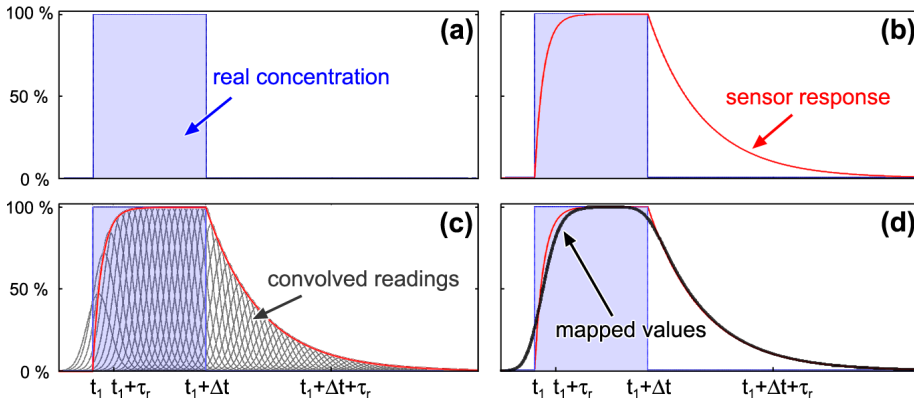 100 %
(a)
real concentration
50 %
0 %
(b)
sensor response
100 %
(c)
convolved readings
50 %
0 %
t₁ t₁+τᵣ t₁+Δt t₁+Δt+τᵣ
(d)
mapped values
t₁ t₁+τᵣ t₁+Δt t₁+Δt+τᵣ